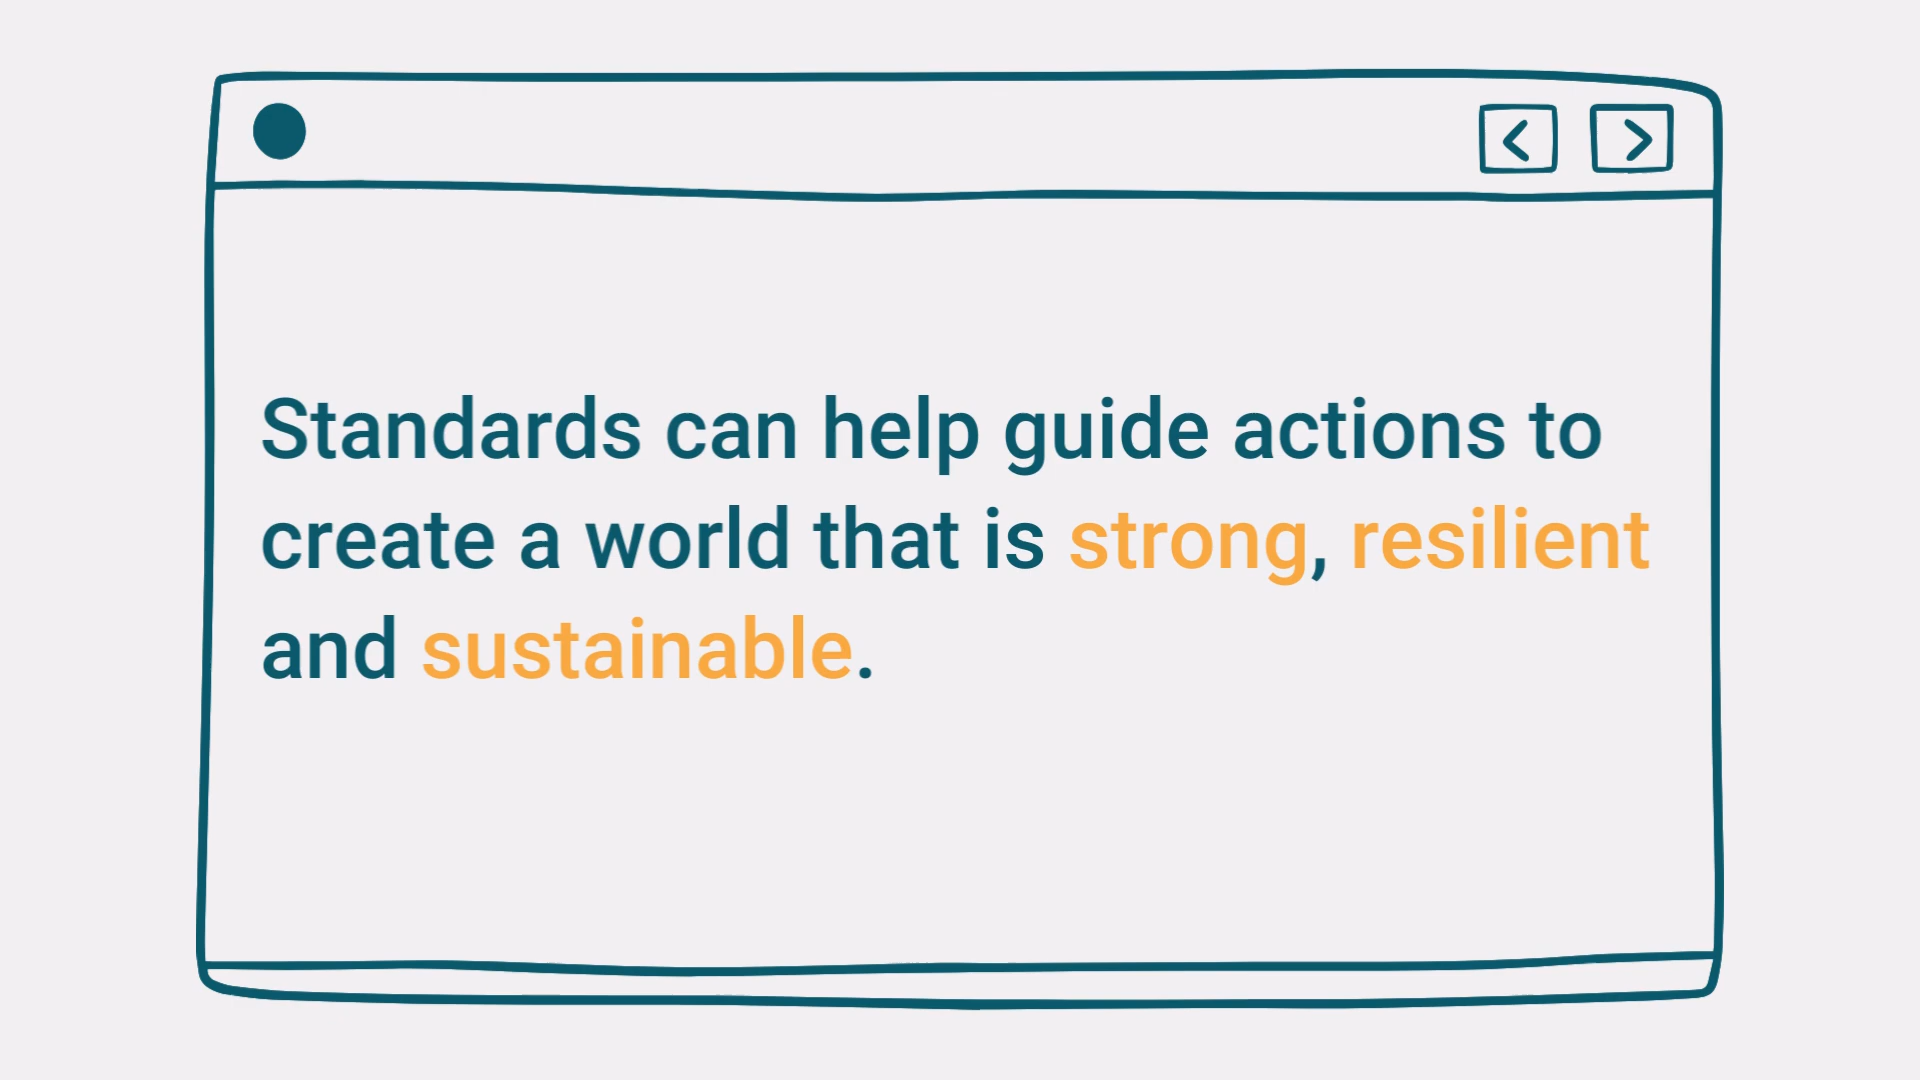 Standards can help guide actions to
create a world that is strong, resilient
and sustainable.